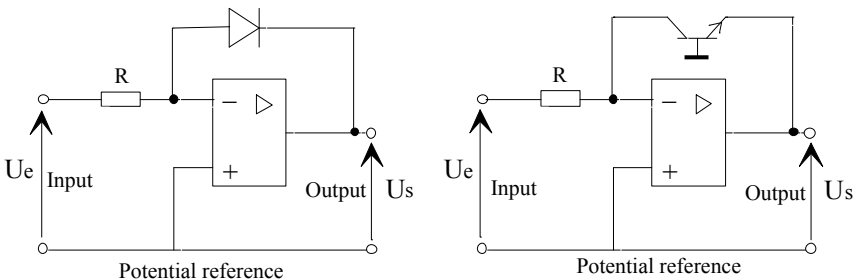 R
−
+
Ue
Input
Output
Us
Potential reference
R
−
+
Ue
Input
Output
Us
Potential reference